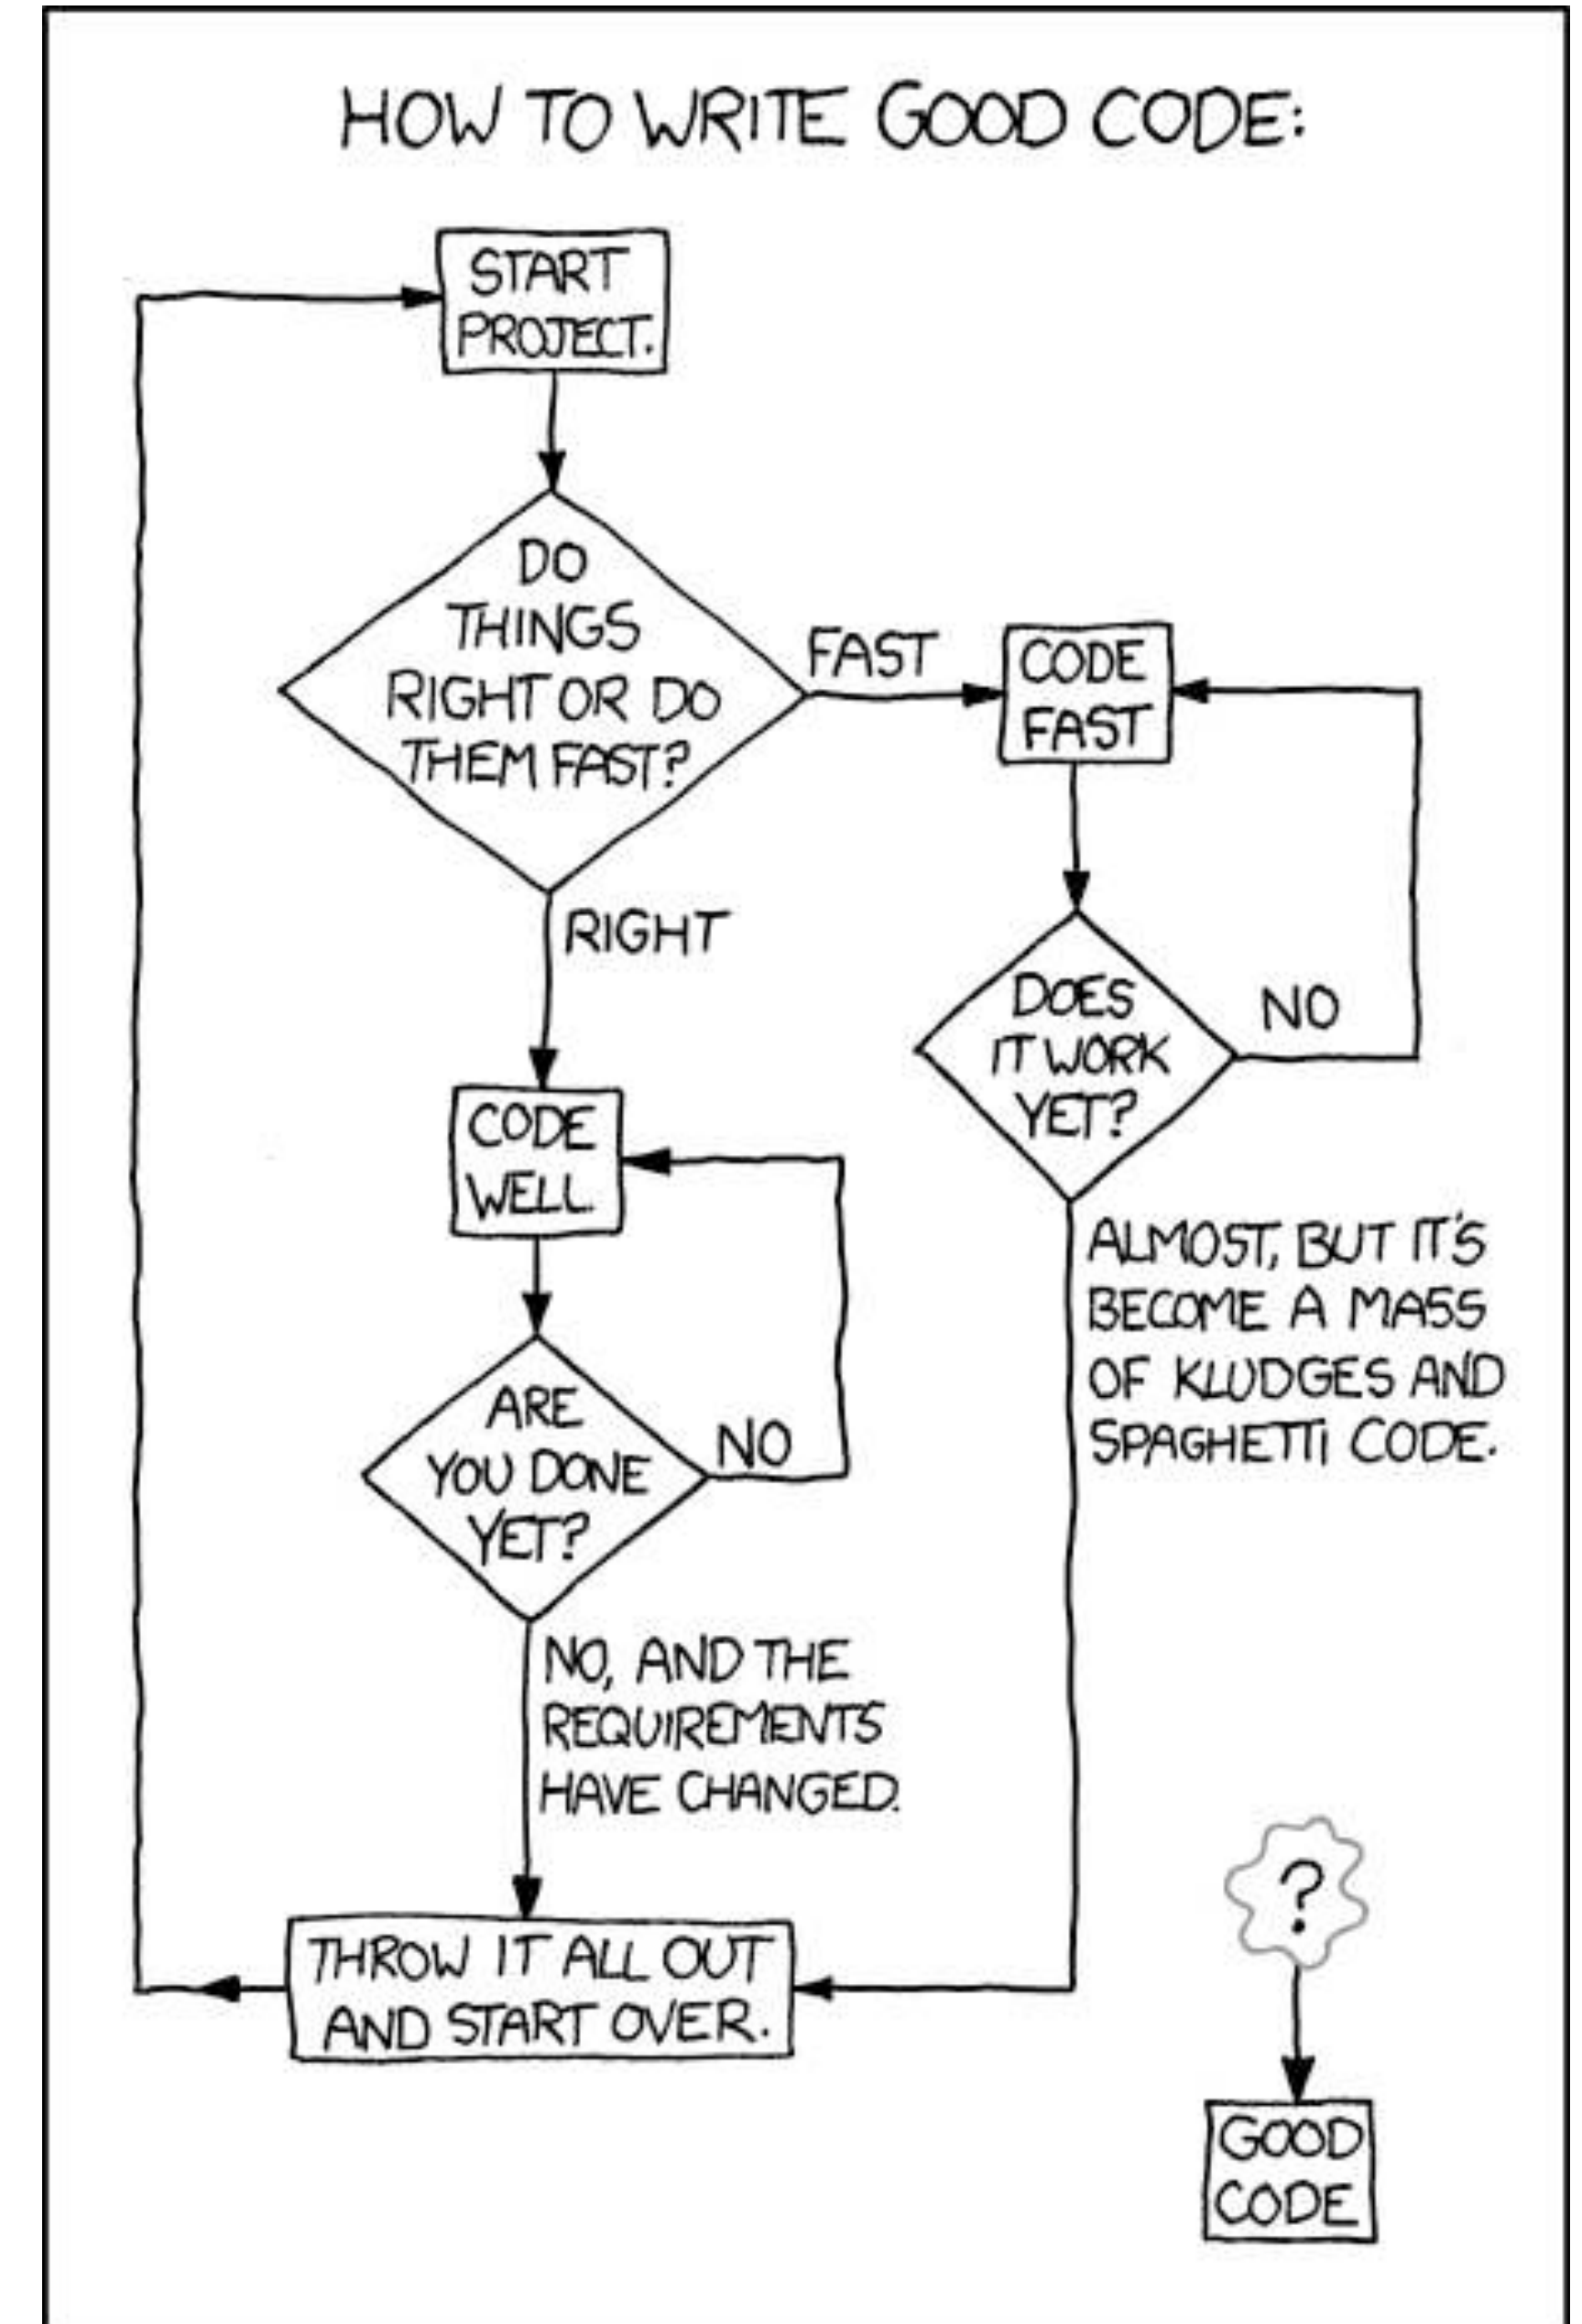 HOW TO WRITE GOOD CODE:
START
PROJECT.
DO
THINGS
RIGHT OR DO
THEM FAST?
FAST
CODE
FAST
RIGHT
DOES
IT WORK
YET?
NO
CODE
WELL.
ALMOST, BUT IT'S
BECOME A MASS
OF KLUDGES AND
SPAGHETTI CODE.
ARE
YOU DONE
YET?
NO
NO, AND THE
REQUIREMENTS
HAVE CHANGED.
THROW IT ALL OUT
AND START OVER.
?
GOOD
CODE